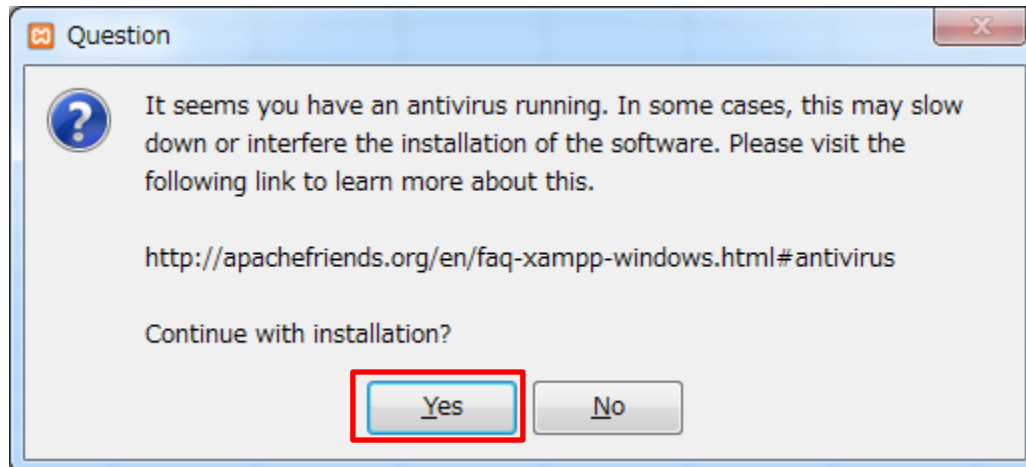 Question
It seems you have an antivirus running. In some cases, this may slow
down or interfere the installation of the software. Please visit the
following link to learn more about this.
http://apachefriends.org/en/faq-xampp-windows.html#antivirus
Continue with installation?
Yes No